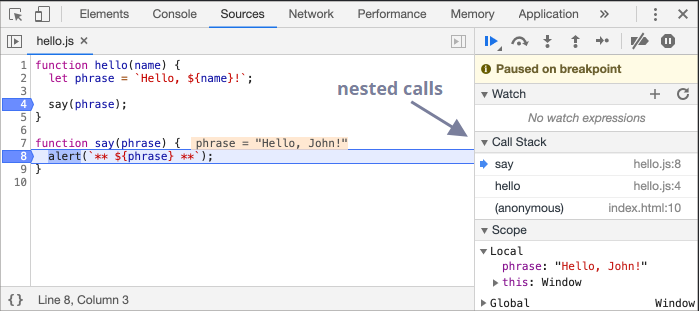 Elements Console Sources Network Performance Memory Application »
hello.js ×
1 function hello(name) {
2 let phrase = `Hello, ${name}!`;
3
4 say(phrase);
5 }
6
7 function say(phrase) { phrase = "Hello, John!"
8 alert(`** ${phrase} **`);
9 }
10
{} Line 8, Column 3
nested calls
Paused on breakpoint
Watch
No watch expressions
Call Stack
say hello.js:8
hello hello.js:4
(anonymous) index.html:10
Scope
Local
phrase: "Hello, John!"
this: Window
Global Window